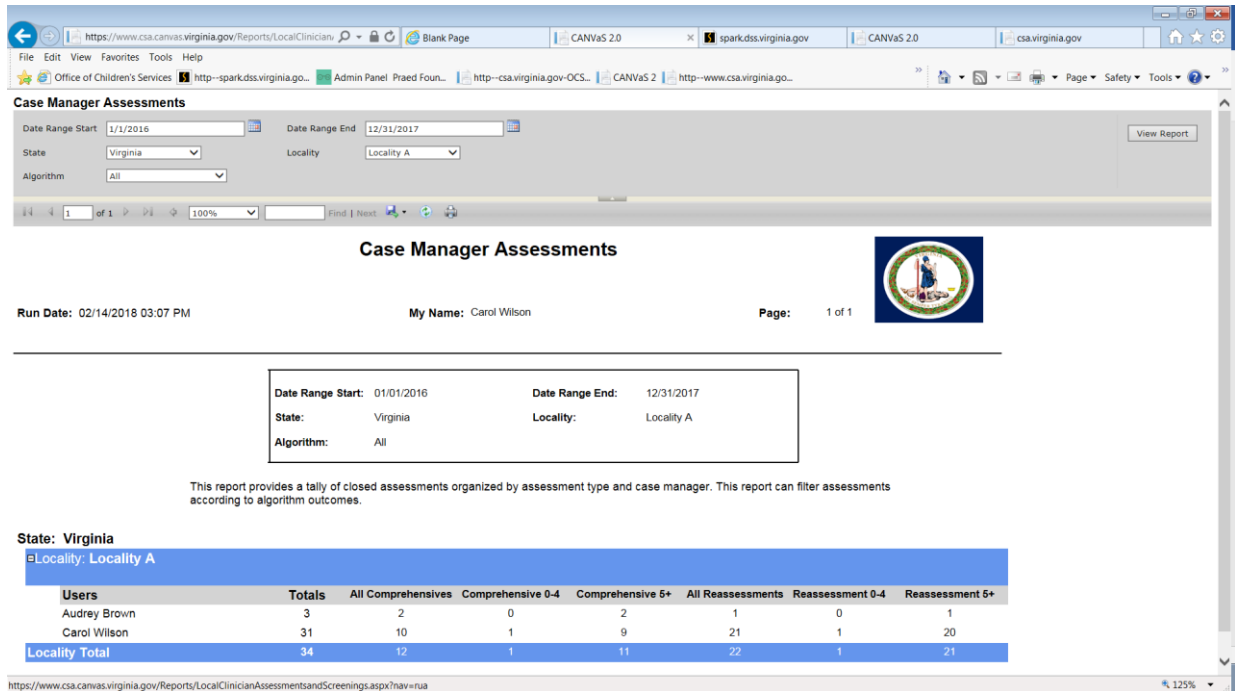 https://www.csa.canvas.virginia.gov/Reports/LocalClinician Blank Page CANVaS 2.0 spark.dss.virginia.gov CANVaS 2.0 csa.virginia.gov
File Edit View Favorites Tools Help
Office of Children's Services http--spark.dss.virginia.go... Admin Panel Praed Foun... http--csa.virginia.gov-OCS... CANVaS 2 http--www.csa.virginia.go... Page Safety Tools
Case Manager Assessments
Date Range Start 1/1/2016 Date Range End 12/31/2017 View Report
State Virginia Locality Locality A
Algorithm All
1 of 1 100% Find | Next
Case Manager Assessments
Run Date: 02/14/2018 03:07 PM My Name: Carol Wilson Page: 1 of 1
Date Range Start: 01/01/2016 Date Range End: 12/31/2017
State: Virginia Locality: Locality A
Algorithm: All
This report provides a tally of closed assessments organized by assessment type and case manager. This report can filter assessments
according to algorithm outcomes.
State: Virginia
Locality: Locality A
Users Totals All Comprehensives Comprehensive 0-4 Comprehensive 5+ All Reassessments Reassessment 0-4 Reassessment 5+
Audrey Brown 3 2 0 2 1 0 1
Carol Wilson 31 10 1 9 21 1 20
Locality Total 34 12 1 11 22 1 21
https://www.csa.canvas.virginia.gov/Reports/LocalClinicianAssessmentsandScreenings.aspx?nav=rua 125%